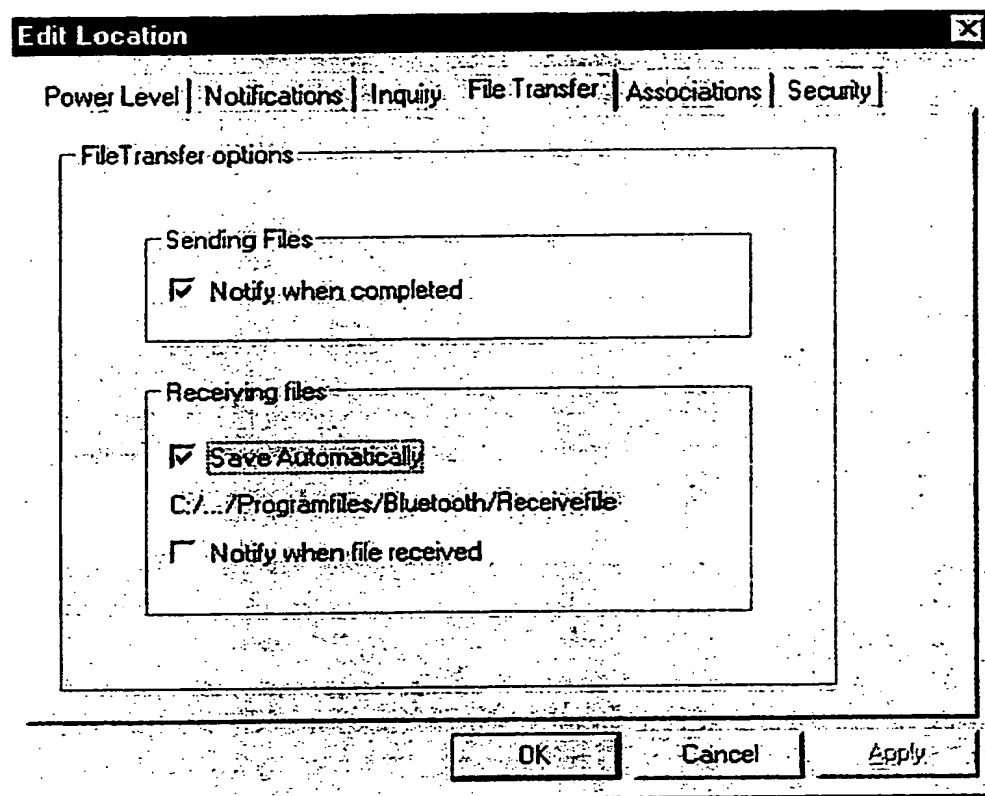 Edit Location
Power Level Notifications Inquiry File Transfer Associations Security
FileTransfer options
Sending Files
Notify when completed
Receiving files
Save Automatically
C:/.../Programfiles/Bluetooth/Receivefile
Notify when file received
OK Cancel Apply